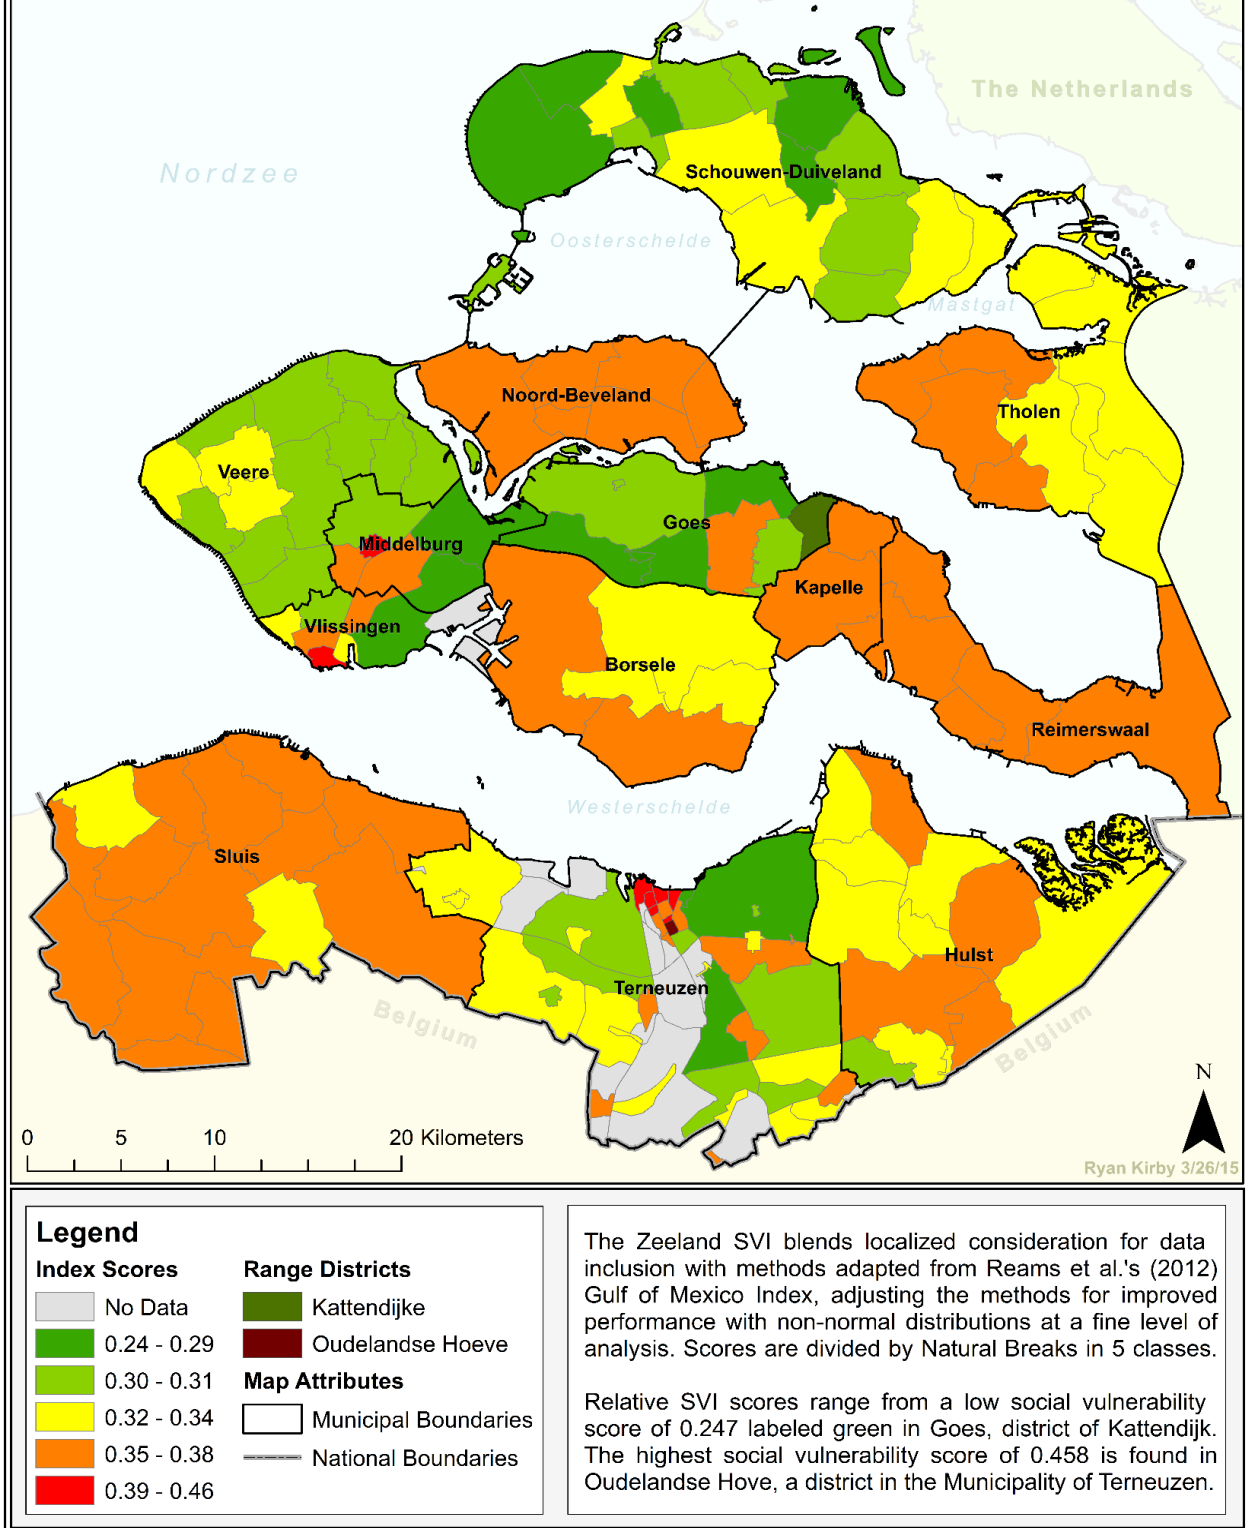 The Netherlands
Nordzee
Schouwen-Duiveland
Oosterschelde
Mastgat
Noord-Beveland
Tholen
Veere
Goes
Middelburg
Kapelle
Vlissingen
Borsele
Reimerswaal
Westerschelde
Sluis
Hulst
Terneuzen
Belgium
Belgium
N
0 5 10 20 Kilometers
Ryan Kirby 3/26/15
Legend
Index Scores
No Data
0.24 - 0.29
0.30 - 0.31
0.32 - 0.34
0.35 - 0.38
0.39 - 0.46
Range Districts
Kattendijke
Oudelandse Hoeve
Map Attributes
Municipal Boundaries
National Boundaries
The Zeeland SVI blends localized consideration for data
inclusion with methods adapted from Reams et al.'s (2012)
Gulf of Mexico Index, adjusting the methods for improved
performance with non-normal distributions at a fine level of
analysis. Scores are divided by Natural Breaks in 5 classes.
Relative SVI scores range from a low social vulnerability
score of 0.247 labeled green in Goes, district of Kattendijk.
The highest social vulnerability score of 0.458 is found in
Oudelandse Hove, a district in the Municipality of Terneuzen.